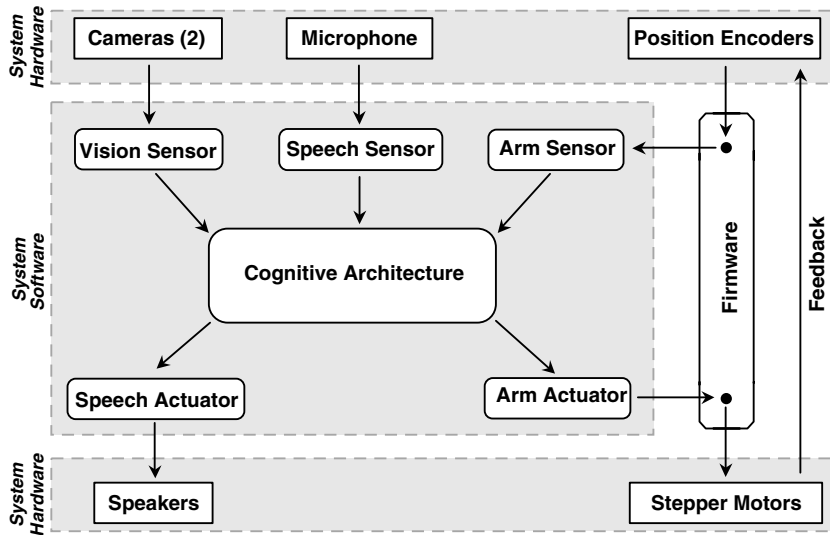 System
Hardware
Cameras (2)
Microphone
Position Encoders
System
Software
Vision Sensor
Speech Sensor
Arm Sensor
Cognitive Architecture
Firmware
Feedback
Speech Actuator
Arm Actuator
System
Hardware
Speakers
Stepper Motors